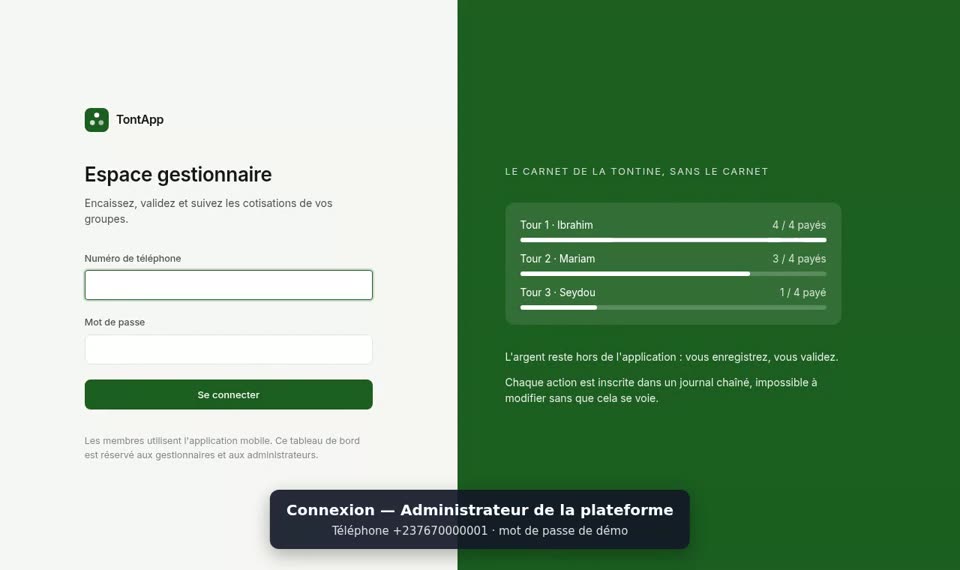 TontApp
Espace gestionnaire
Encaissez, validez et suivez les cotisations de vos
groupes.
Numéro de téléphone
Mot de passe
Se connecter
Les membres utilisent l'application mobile. Ce tableau de bord
est réservé aux gestionnaires et aux administrateurs.
LE CARNET DE LA TONTINE, SANS LE CARNET
Tour 1 · Ibrahim 4 / 4 payés
Tour 2 · Mariam 3 / 4 payés
Tour 3 · Seydou 1 / 4 payé
L'argent reste hors de l'application : vous enregistrez, vous validez.
Chaque action est inscrite dans un journal chaîné, impossible à
modifier sans que cela se voie.
Connexion — Administrateur de la plateforme
Téléphone +237670000001 · mot de passe de démo